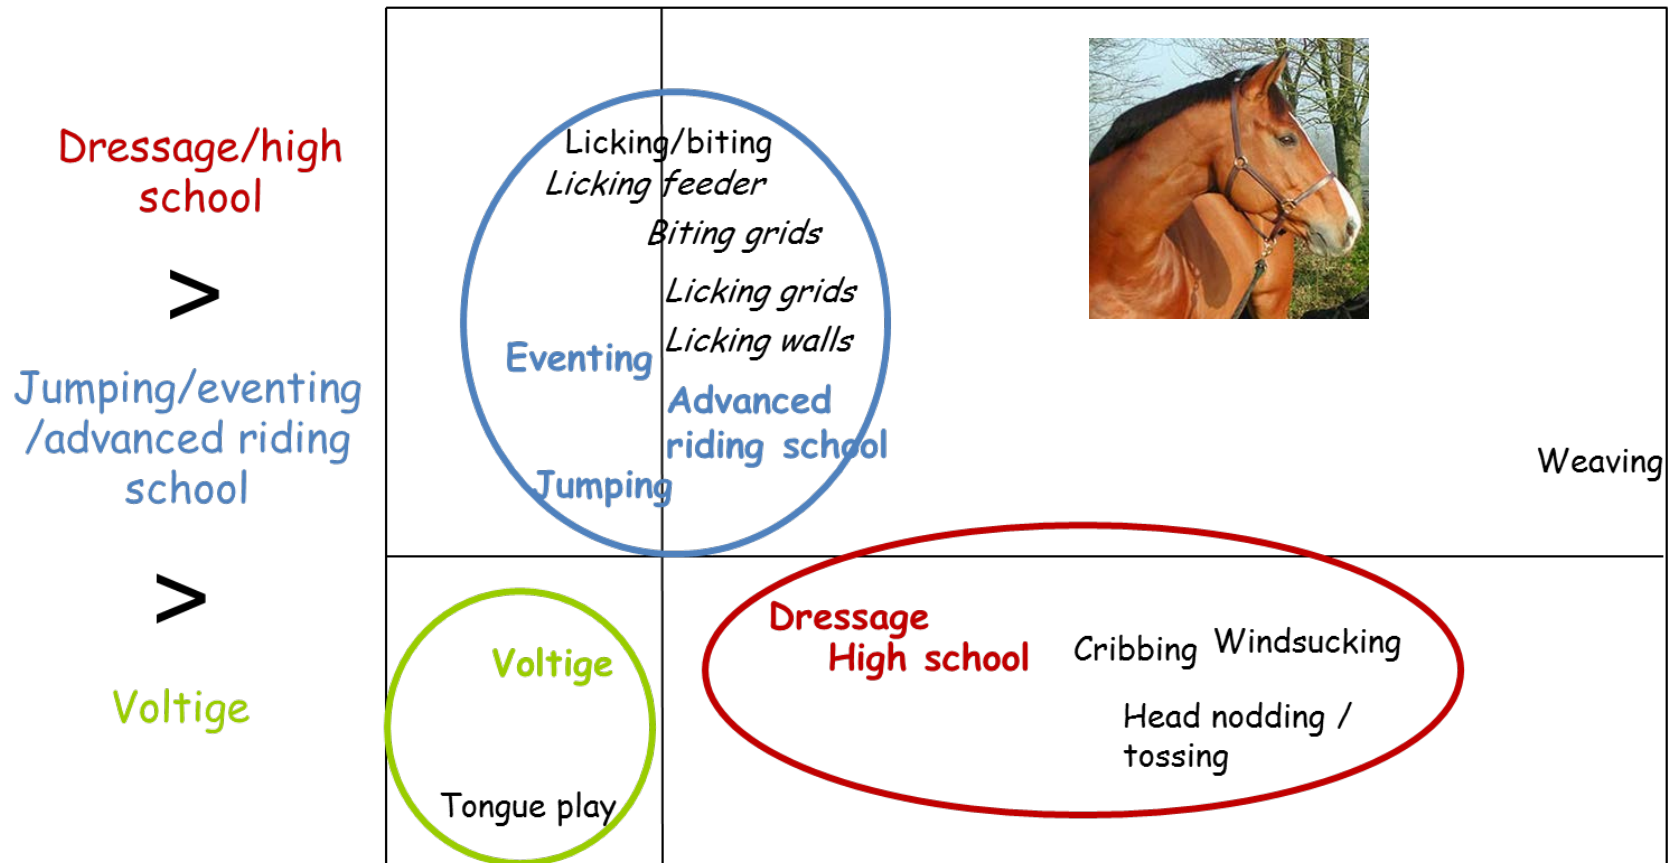 Dressage/high
school
>
Jumping/eventing
/advanced riding
school
>
Voltige
Licking/biting
Licking feeder
Biting grids
Licking grids
Licking walls
Eventing
Advanced
riding school
Jumping
Weaving
Dressage
High school
Cribbing
Windsucking
Head nodding /
tossing
Voltige
Tongue play